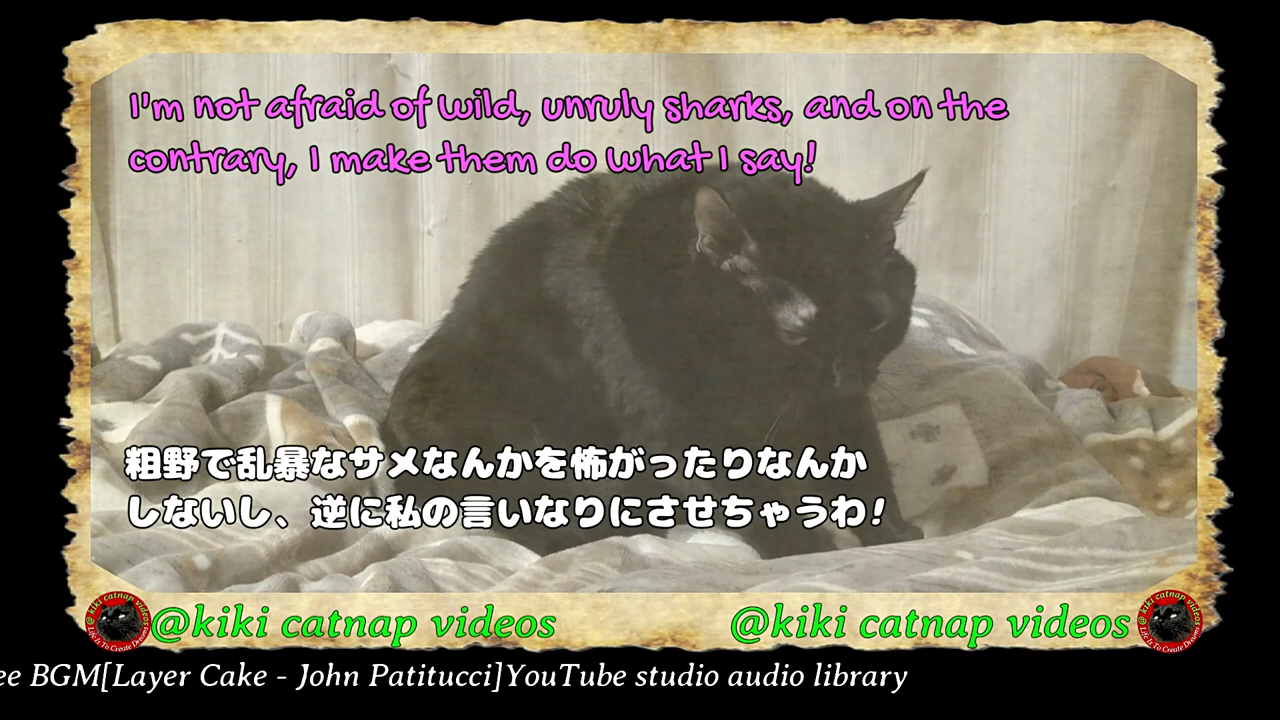 I'm not afraid of wild, unruly sharks, and on the
contrary, I make them do what I say!
粗野で乱暴なサメなんかを怖がったりなんか
しないし、逆に私の言いなりにさせちゃうわ!
@kiki catnap videos @kiki catnap videos
ee BGM[Layer Cake - John Patitucci]YouTube studio audio library